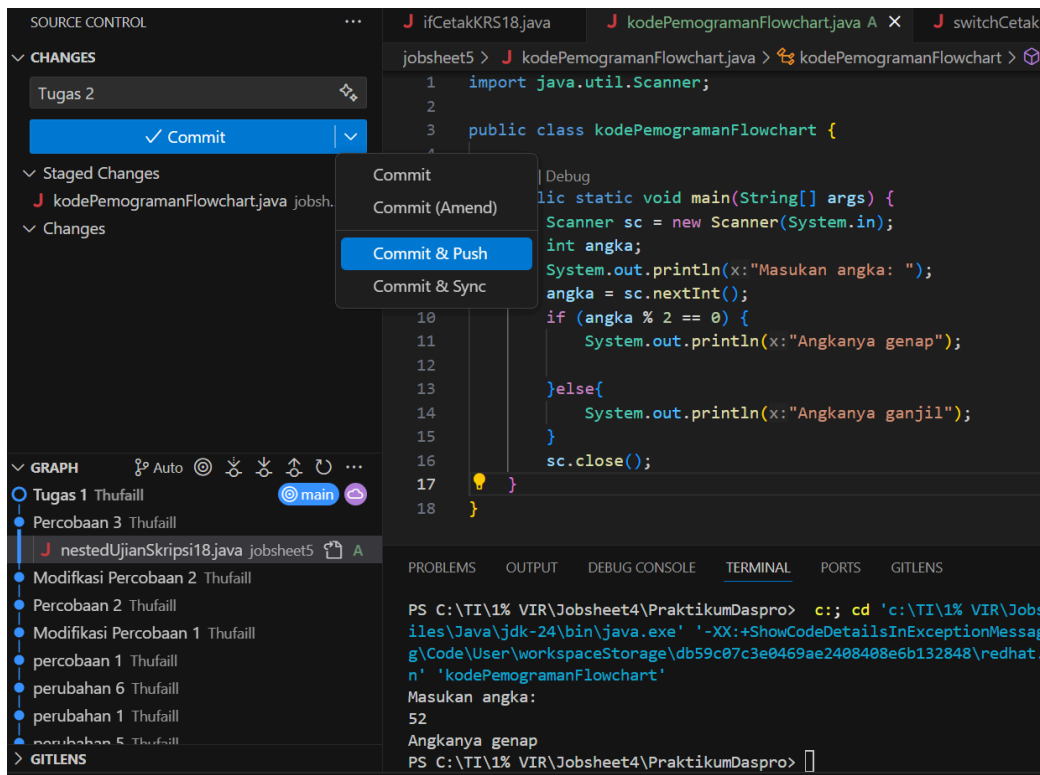 SOURCE CONTROL
CHANGES
Tugas 2
Commit
Staged Changes
kodePemogramanFlowchart.java jobsh.
Changes
Commit
Commit (Amend)
Commit & Push
Commit & Sync
GRAPH Auto
Tugas 1 Thufaill main
Percobaan 3 Thufaill
nestedUjianSkripsi18.java jobsheet5 A
Modifkasi Percobaan 2 Thufaill
Percobaan 2 Thufaill
Modifikasi Percobaan 1 Thufaill
percobaan 1 Thufaill
perubahan 6 Thufaill
perubahan 1 Thufaill
perubahan 5 Thufaill
GITLENS
J ifCetakKRS18.java J kodePemogramanFlowchart.java A J switchCetak
jobsheet5 > J kodePemogramanFlowchart.java > kodePemogramanFlowchart >
1 import java.util.Scanner;
2
3 public class kodePemogramanFlowchart {
| Debug
lic static void main(String[] args) {
Scanner sc = new Scanner(System.in);
int angka;
System.out.println(x:"Masukan angka: ");
angka = sc.nextInt();
10 if (angka % 2 == 0) {
11 System.out.println(x:"Angkanya genap");
12
13 }else{
14 System.out.println(x:"Angkanya ganjil");
15 }
16 sc.close();
17 }
18 }
PROBLEMS OUTPUT DEBUG CONSOLE TERMINAL PORTS GITLENS
PS C:\TI\1% VIR\Jobsheet4\PraktikumDaspro> c:; cd 'c:\TI\1% VIR\Jobs
iles\Java\jdk-24\bin\java.exe' '-XX:+ShowCodeDetailsInExceptionMessag
g\Code\User\workspaceStorage\db59c07c3e0469ae2408408e6b132848\redhat.
n' 'kodePemogramanFlowchart'
Masukan angka:
52
Angkanya genap
PS C:\TI\1% VIR\Jobsheet4\PraktikumDaspro>